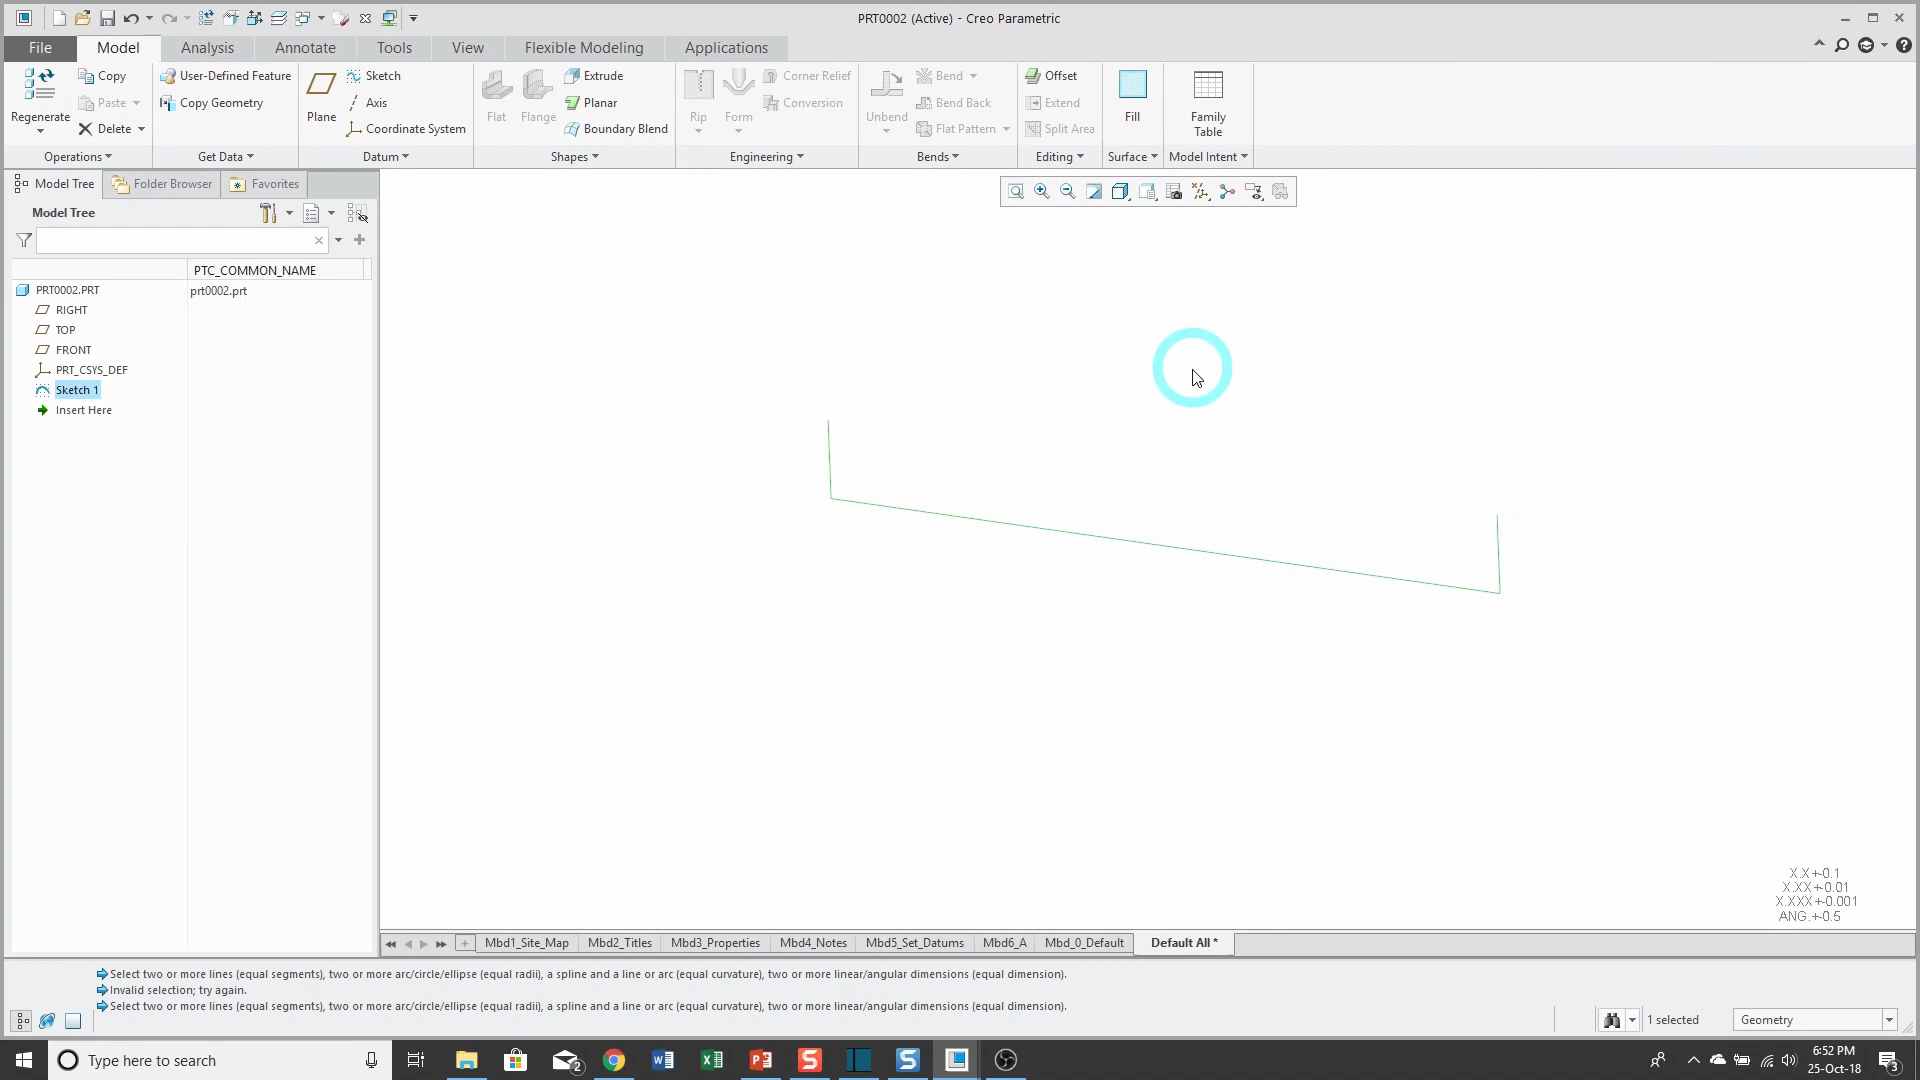 PRT0002 (Active) - Creo Parametric
File Model Analysis Annotate Tools View Flexible Modeling Applications
Regenerate
Copy
Paste
Delete
Operations
User-Defined Feature
Copy Geometry
Get Data
Plane
Sketch
Axis
Coordinate System
Datum
Flat
Flange
Extrude
Planar
Boundary Blend
Shapes
Rip
Form
Corner Relief
Conversion
Engineering
Unbend
Bend
Bend Back
Flat Pattern
Bends
Offset
Extend
Split Area
Editing
Fill
Surface
Family
Table
Model Intent
Model Tree Folder Browser Favorites
Model Tree
PTC_COMMON_NAME
PRT0002.PRT prt0002.prt
RIGHT
TOP
FRONT
PRT_CSYS_DEF
Sketch 1
Insert Here
X.X+-0.1
X.XX+-0.01
X.XXX+-0.001
ANG.+-0.5
Mbd1_Site_Map Mbd2_Titles Mbd3_Properties Mbd4_Notes Mbd5_Set_Datums Mbd6_A Mbd_0_Default Default All *
Select two or more lines (equal segments), two or more arc/circle/ellipse (equal radii), a spline and a line or arc (equal curvature), two or more linear/angular dimensions (equal dimension).
Invalid selection; try again.
Select two or more lines (equal segments), two or more arc/circle/ellipse (equal radii), a spline and a line or arc (equal curvature), two or more linear/angular dimensions (equal dimension).
1 selected
Geometry
Type here to search
2
6:52 PM
25-Oct-18
3